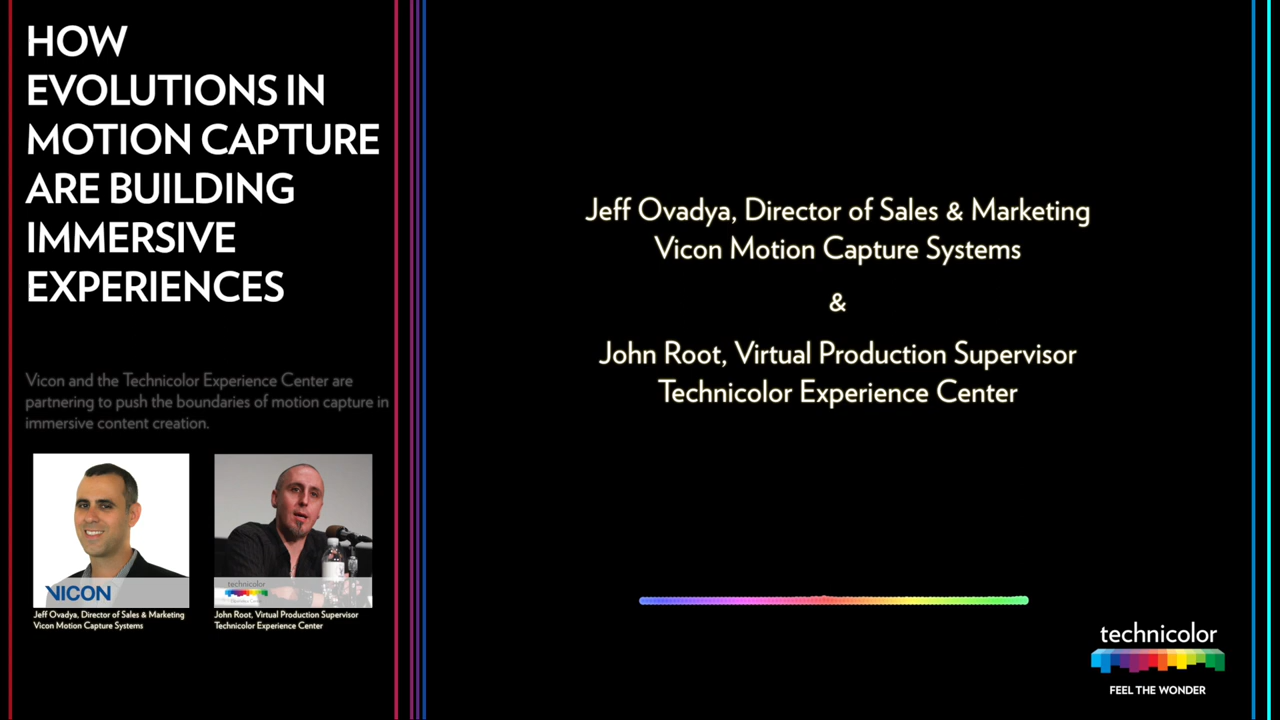 HOW
EVOLUTIONS IN
MOTION CAPTURE
ARE BUILDING
IMMERSIVE
EXPERIENCES
Vicon and the Technicolor Experience Center are
partnering to push the boundaries of motion capture in
immersive content creation.
VICON
Jeff Ovadya, Director of Sales & Marketing
Vicon Motion Capture Systems
technicolor
John Root, Virtual Production Supervisor
Technicolor Experience Center
Jeff Ovadya, Director of Sales & Marketing
Vicon Motion Capture Systems
&
John Root, Virtual Production Supervisor
Technicolor Experience Center
technicolor
FEEL THE WONDER